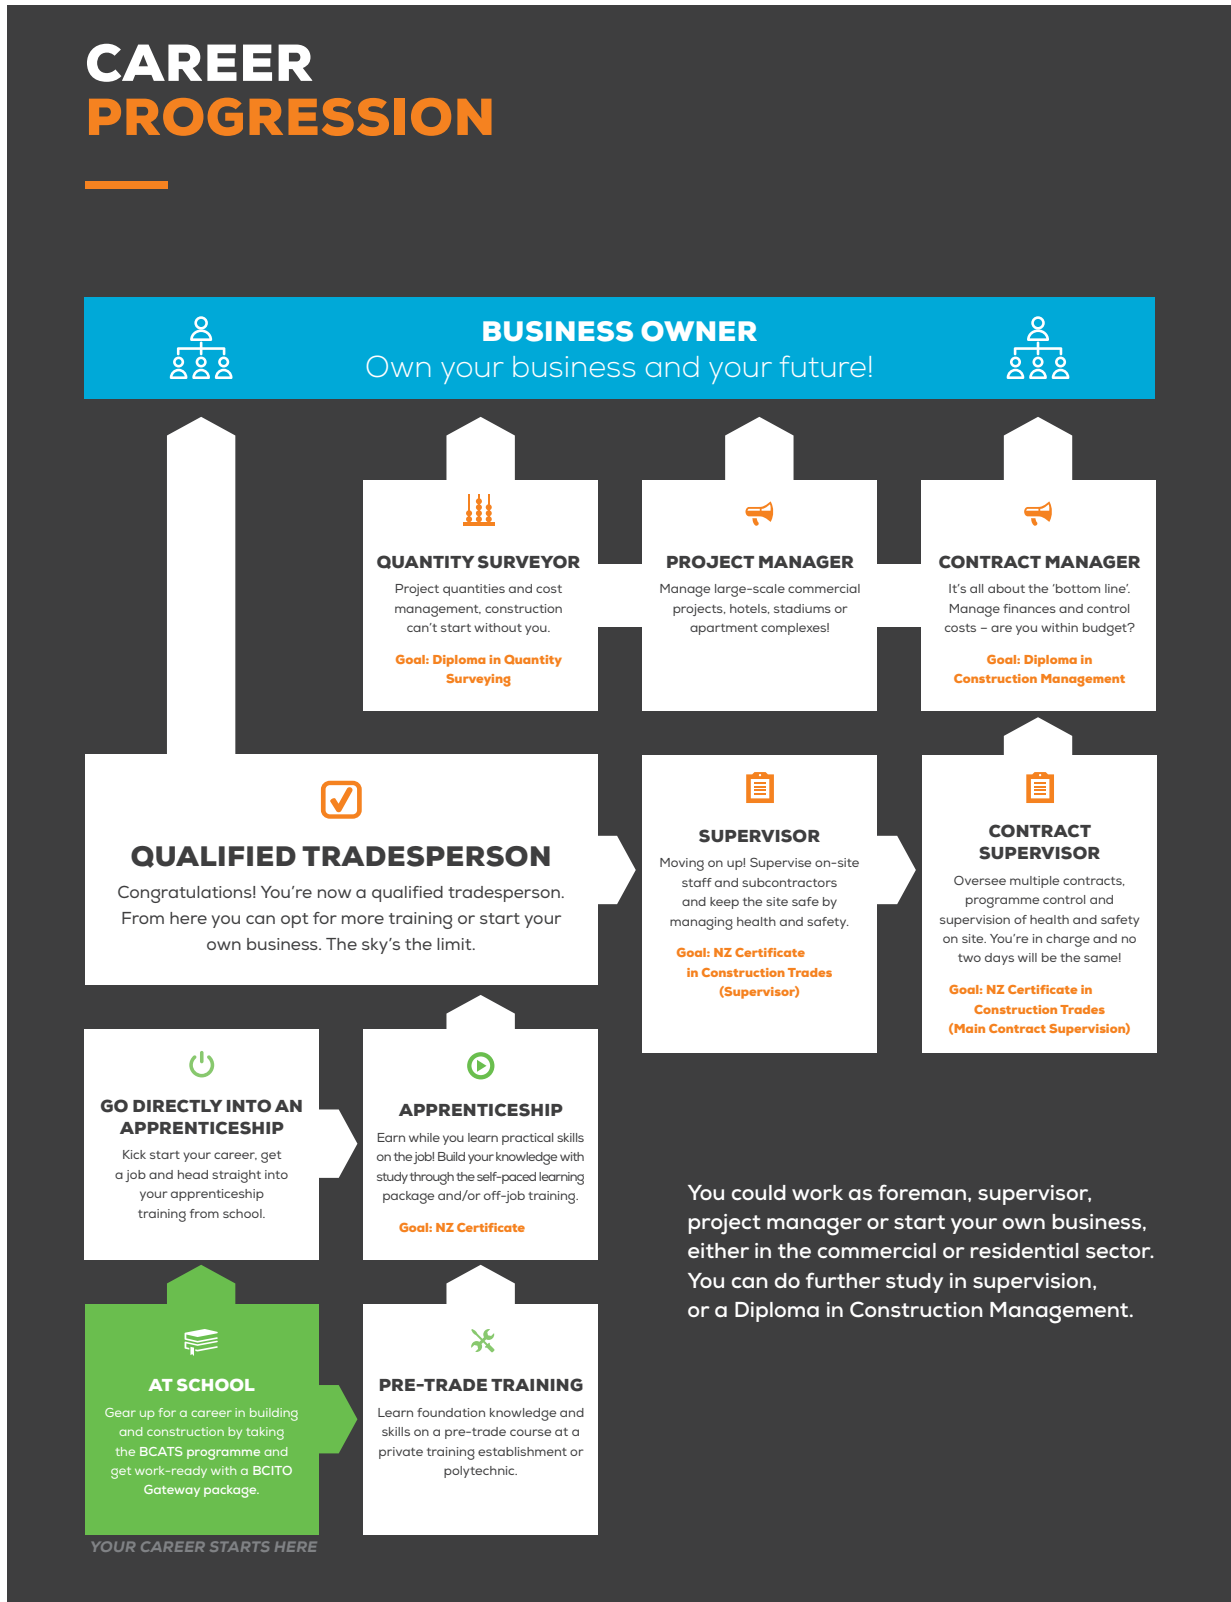 CAREER
PROGRESSION
BUSINESS OWNER
Own your business and your future!
QUANTITY SURVEYOR
Project quantities and cost
management, construction
can't start without you.
Goal: Diploma in Quantity
Surveying
PROJECT MANAGER
Manage large-scale commercial
projects, hotels, stadiums or
apartment complexes!
CONTRACT MANAGER
It's all about the ‘bottom line’.
Manage finances and control
costs – are you within budget?
Goal: Diploma in
Construction Management
QUALIFIED TRADESPERSON
Congratulations! You're now a qualified tradesperson.
From here you can opt for more training or start your
own business. The sky's the limit.
SUPERVISOR
Moving on up! Supervise on-site
staff and subcontractors
and keep the site safe by
managing health and safety.
Goal: NZ Certificate
in Construction Trades
(Supervisor)
CONTRACT
SUPERVISOR
Oversee multiple contracts,
programme control and
supervision of health and safety
on site. You're in charge and no
two days will be the same!
Goal: NZ Certificate in
Construction Trades
(Main Contract Supervision)
GO DIRECTLY INTO AN
APPRENTICESHIP
Kick start your career, get
a job and head straight into
your apprenticeship
training from school.
APPRENTICESHIP
Earn while you learn practical skills
on the job! Build your knowledge with
study through the self-paced learning
package and/or off-job training.
Goal: NZ Certificate
You could work as foreman, supervisor,
project manager or start your own business,
either in the commercial or residential sector.
You can do further study in supervision,
or a Diploma in Construction Management.
AT SCHOOL
Gear up for a career in building
and construction by taking
the BCATS programme and
get work-ready with a BCITO
Gateway package.
PRE-TRADE TRAINING
Learn foundation knowledge and
skills on a pre-trade course at a
private training establishment or
polytechnic.
YOUR CAREER STARTS HERE